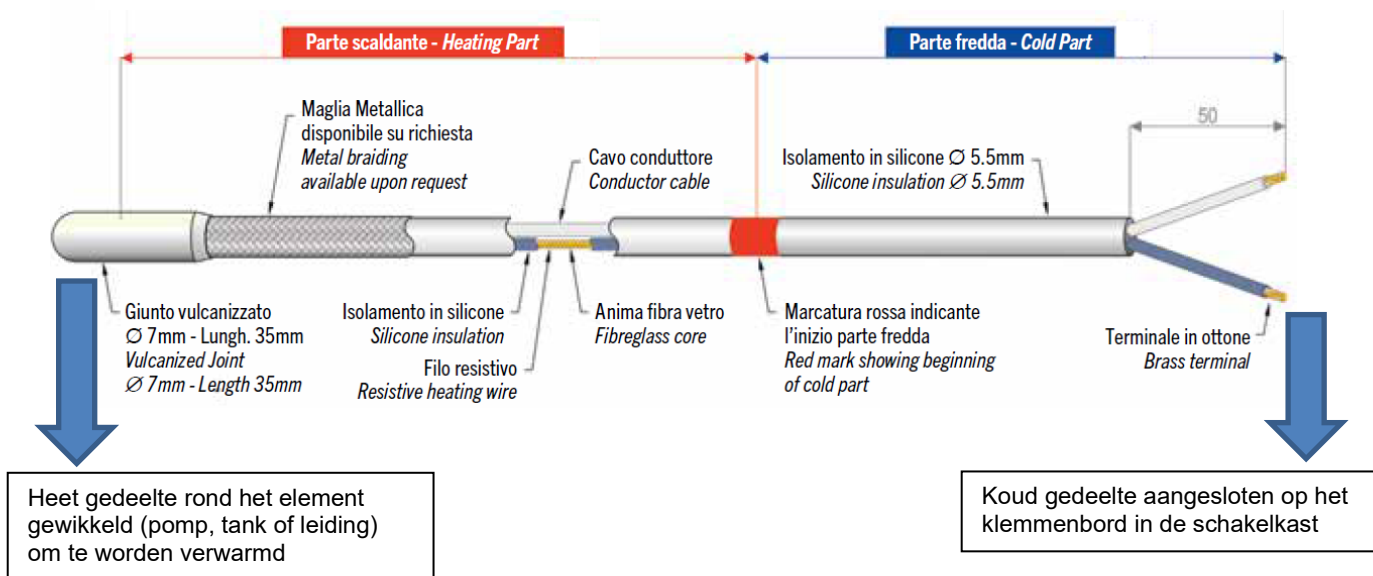 Parte scaldante - Heating Part
Parte fredda - Cold Part
Maglia Metallica
disponibile su richiesta
Metal braiding
available upon request
Cavo conduttore
Conductor cable
Isolamento in silicone Ø 5.5mm
Silicone insulation Ø 5.5mm
50
Giunto vulcanizzato
Ø 7mm - Lungh. 35mm
Vulcanized Joint
Ø 7mm - Length 35mm
Isolamento in silicone
Silicone insulation
Filo resistivo
Resistive heating wire
Anima fibra vetro
Fibreglass core
Marcatura rossa indicante
l'inizio parte fredda
Red mark showing beginning
of cold part
Terminale in ottone
Brass terminal
Heet gedeelte rond het element
gewikkeld (pomp, tank of leiding)
om te worden verwarmd
Koud gedeelte aangesloten op het
klemmenbord in de schakelkast